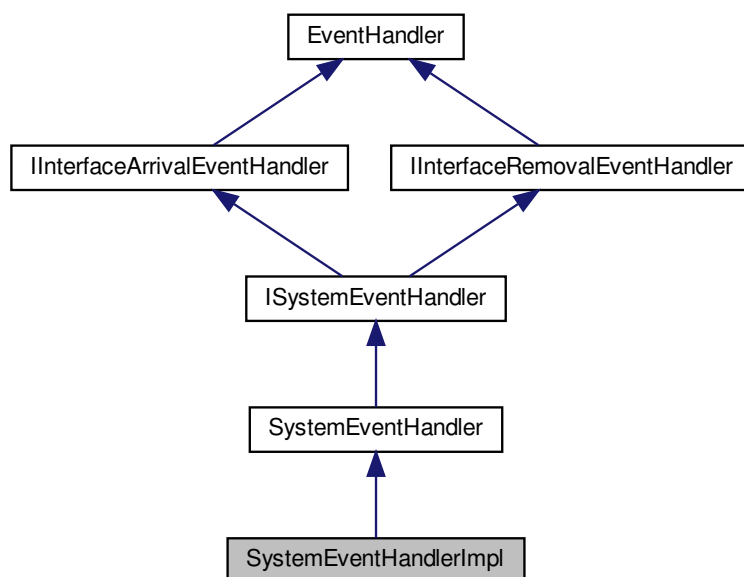 EventHandler
IInterfaceArrivalEventHandler
IInterfaceRemovalEventHandler
ISystemEventHandler
SystemEventHandler
SystemEventHandlerImpl